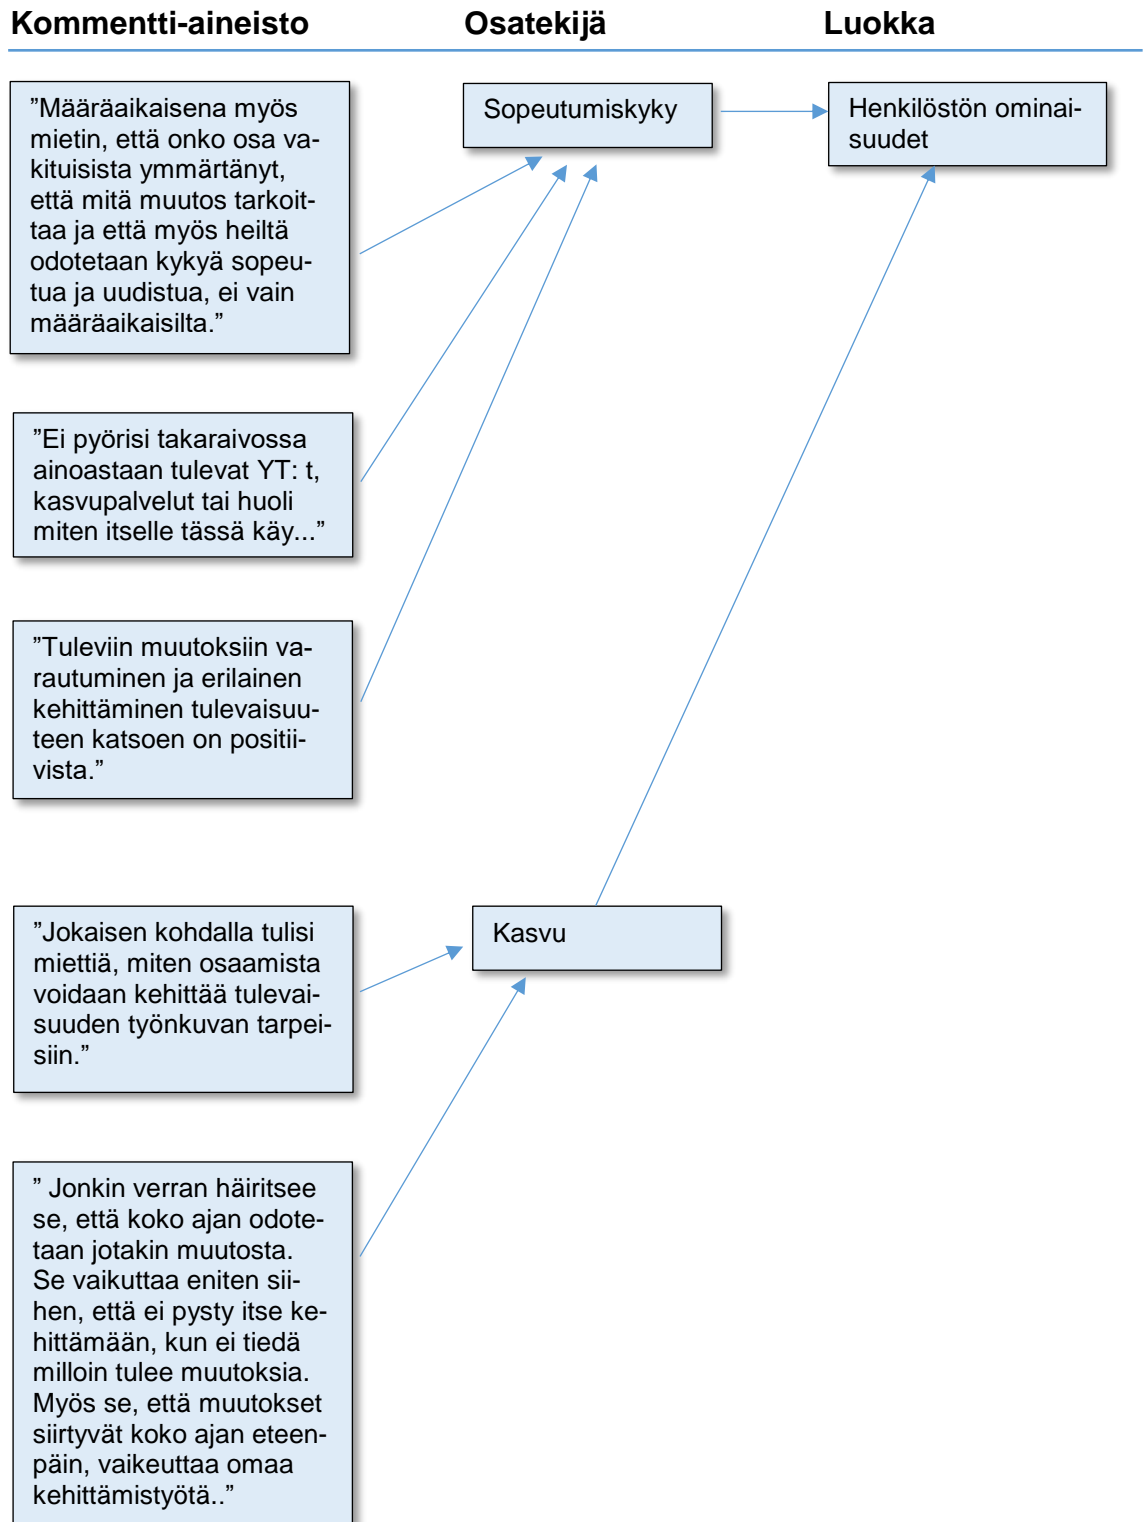 Kommentti-aineisto Osatekijä Luokka
”Määräaikaisena myös
mietin, että onko osa va-
kituisista ymmärtänyt,
että mitä muutos tarkoit-
taa ja että myös heiltä
odotetaan kykyä sopeu-
tua ja uudistua, ei vain
määräaikaisilta.”
Sopeutumiskyky
Henkilöstön ominai-
suudet
”Ei pyörisi takaraivossa
ainoastaan tulevat YT: t,
kasvupalvelut tai huoli
miten itselle tässä käy...”
”Tuleviin muutoksiin va-
rautuminen ja erilainen
kehittäminen tulevaisuu-
teen katsoen on positii-
vista.”
”Jokaisen kohdalla tulisi
miettiä, miten osaamista
voidaan kehittää tulevai-
suuden työnkuvan tarpei-
siin.”
Kasvu
” Jonkin verran häiritsee
se, että koko ajan odote-
taan jotakin muutosta.
Se vaikuttaa eniten sii-
hen, että ei pysty itse ke-
hittämään, kun ei tiedä
milloin tulee muutoksia.
Myös se, että muutokset
siirtyvät koko ajan eteen-
päin, vaikeuttaa omaa
kehittämistyötä..”